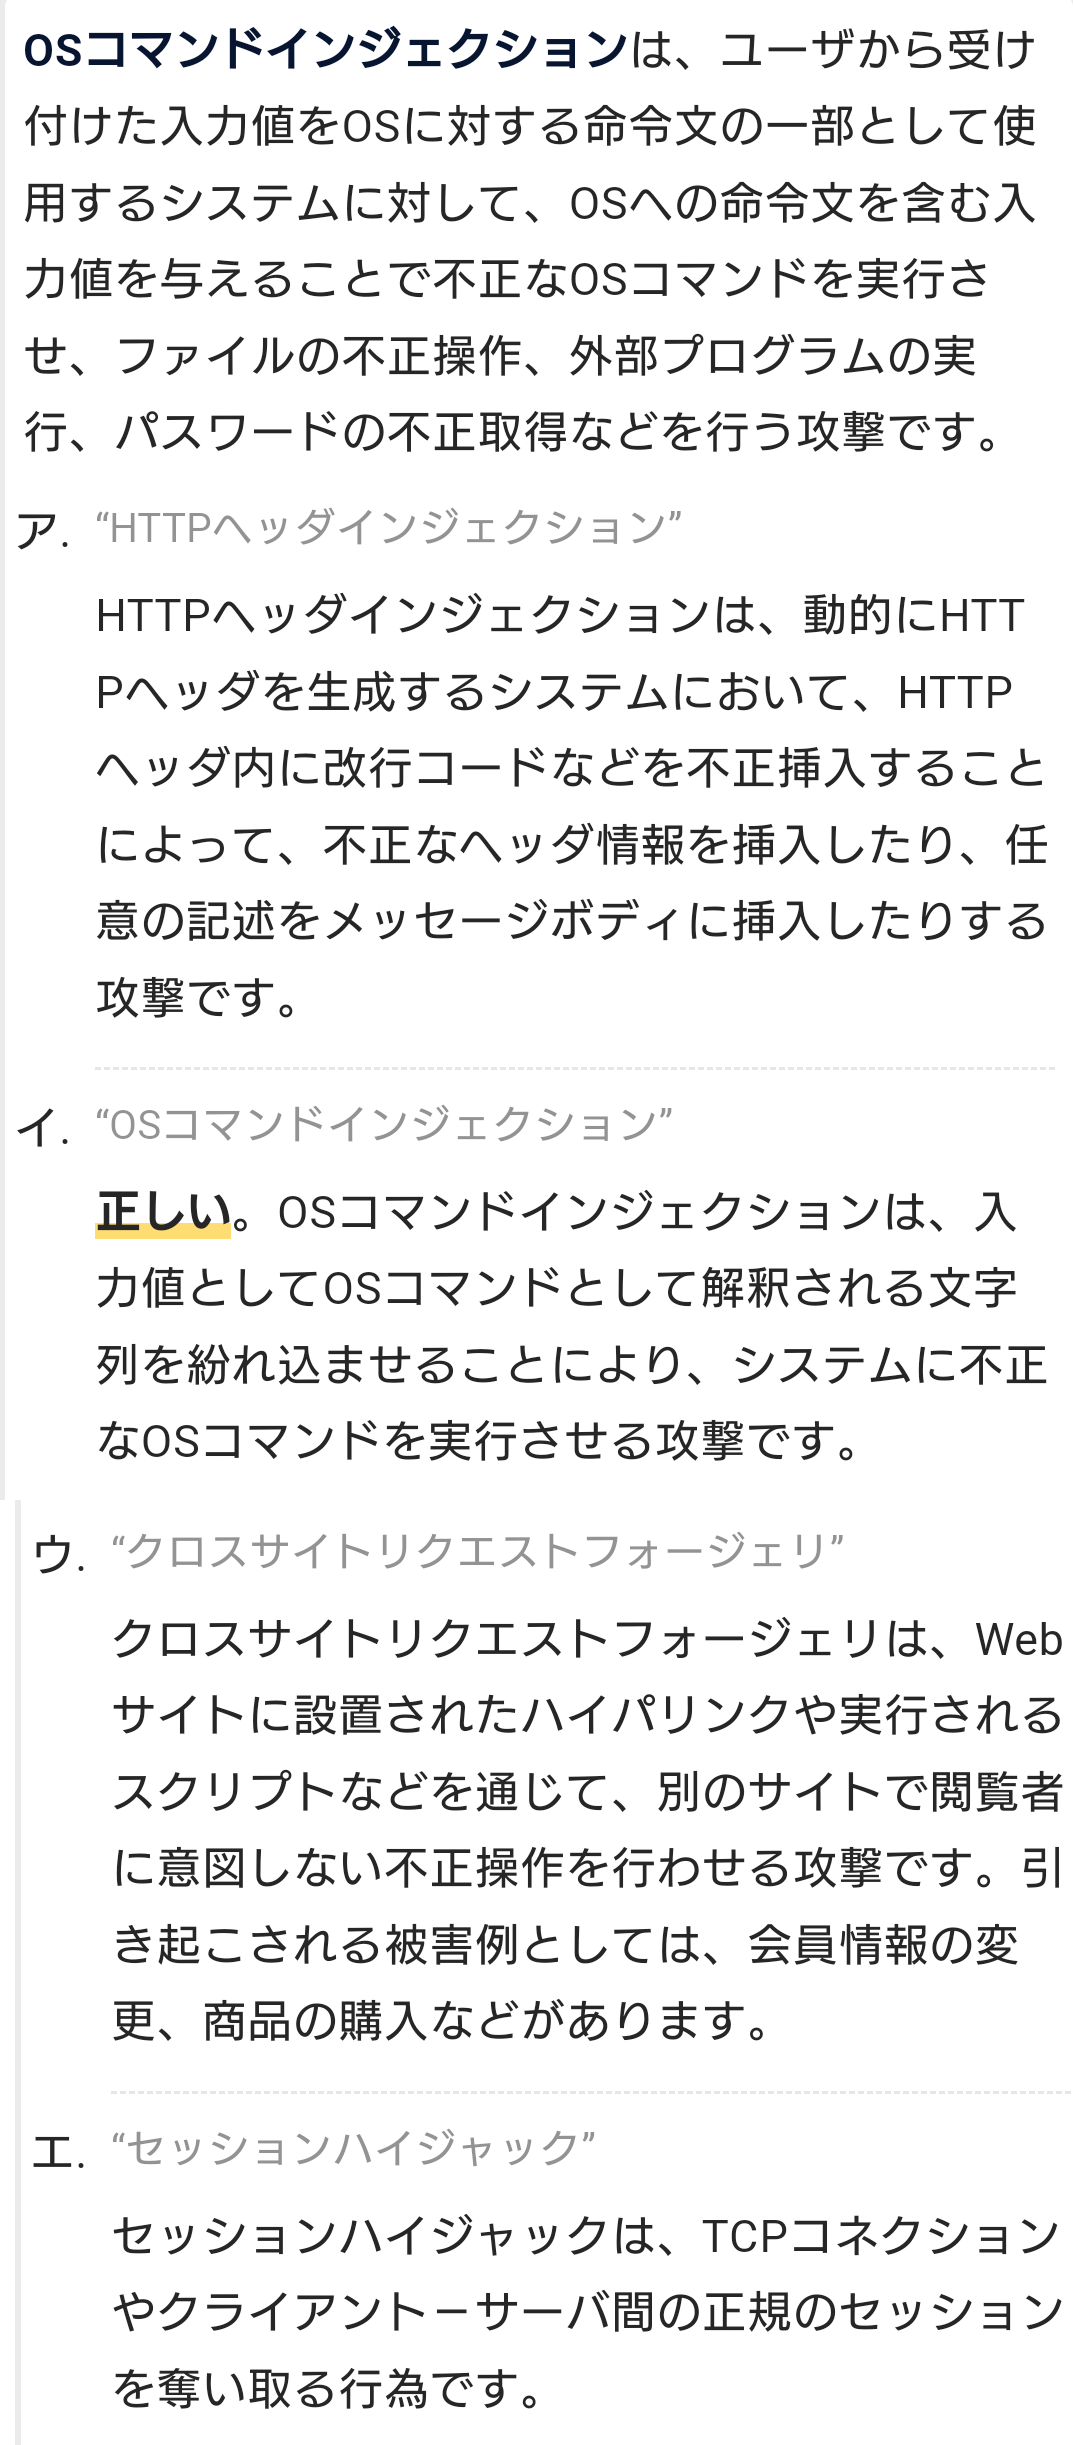 OSコマンドインジェクションは、ユーザから受け
付けた入力値をOSに対する命令文の一部として使
用するシステムに対して、OSへの命令文を含む入
力値を与えることで不正なOSコマンドを実行さ
せ、ファイルの不正操作、外部プログラムの実
行、パスワードの不正取得などを行う攻撃です。
ア. “HTTPヘッダインジェクション”
HTTPヘッダインジェクションは、動的にHTT
Pヘッダを生成するシステムにおいて、HTTP
ヘッダ内に改行コードなどを不正挿入すること
によって、不正なヘッダ情報を挿入したり、任
意の記述をメッセージボディに挿入したりする
攻撃です。
イ. “OSコマンドインジェクション”
正しい。OSコマンドインジェクションは、入
力値としてOSコマンドとして解釈される文字
列を紛れ込ませることにより、システムに不正
なOSコマンドを実行させる攻撃です。
ウ. “クロスサイトリクエストフォージェリ”
クロスサイトリクエストフォージェリは、Web
サイトに設置されたハイパリンクや実行される
スクリプトなどを通じて、別のサイトで閲覧者
に意図しない不正操作を行わせる攻撃です。引
き起こされる被害例としては、会員情報の変
更、商品の購入などがあります。
エ. “セッションハイジャック”
セッションハイジャックは、TCPコネクション
やクライアント－サーバ間の正規のセッション
を奪い取る行為です。